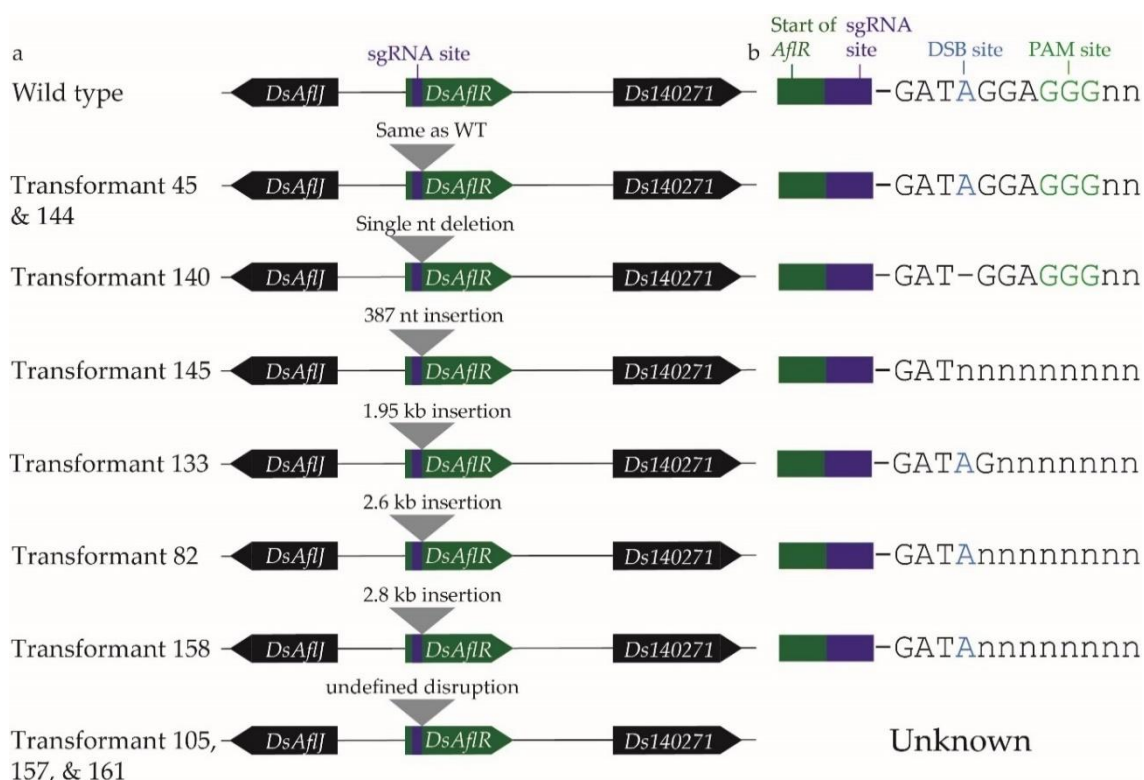 a
sgRNA site
Wild type
DsAflJ DsAflR Ds140271
Same as WT
Transformant 45
& 144
DsAflJ DsAflR Ds140271
Single nt deletion
Transformant 140
DsAflJ DsAflR Ds140271
387 nt insertion
Transformant 145
DsAflJ DsAflR Ds140271
1.95 kb insertion
Transformant 133
DsAflJ DsAflR Ds140271
2.6 kb insertion
Transformant 82
DsAflJ DsAflR Ds140271
2.8 kb insertion
Transformant 158
DsAflJ DsAflR Ds140271
undefined disruption
Transformant 105,
157, & 161
DsAflJ DsAflR Ds140271
b
Start of
AflR
sgRNA
site
DSB site
PAM site
-GATAGGAGGGnn
-GATAGGAGGGnn
-GAT-GGAGGGnn
-GATnnnnnnnnn
-GATAGnnnnnnn
-GATAnnnnnnnn
-GATAnnnnnnnn
Unknown